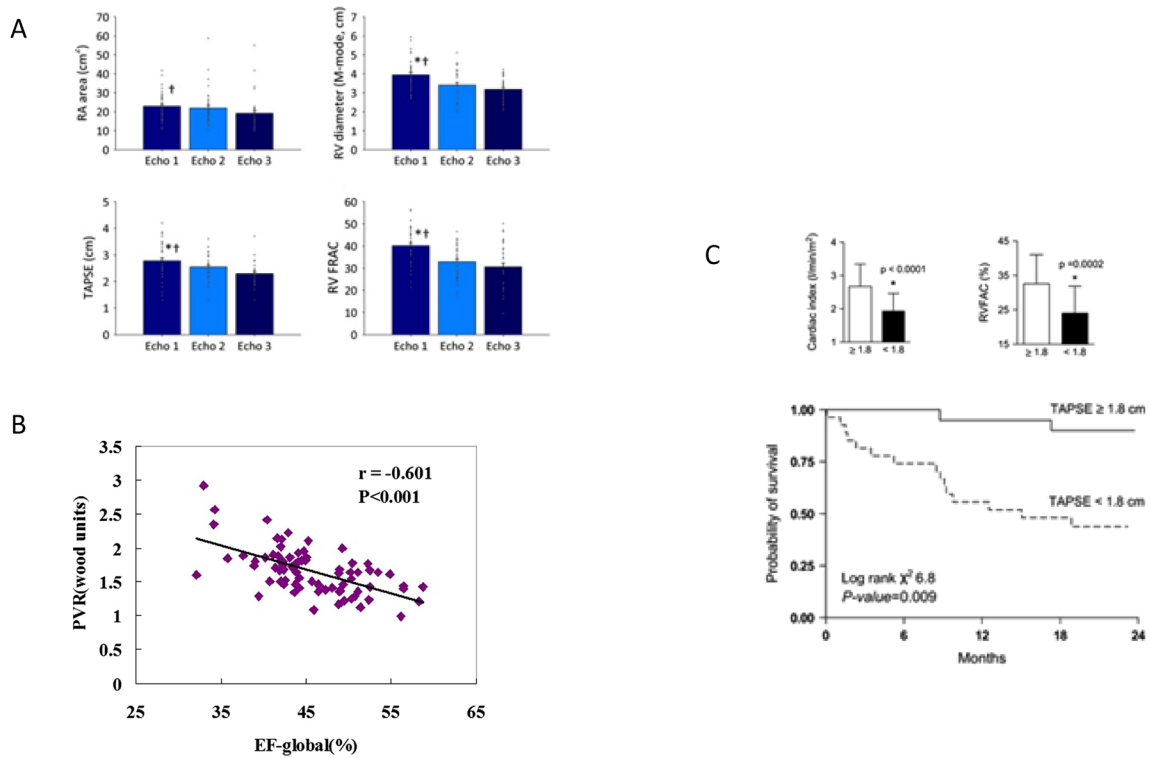 A
RA area (cm²)
70
60
50
40
30
20
10
0
†
Echo 1 Echo 2 Echo 3
RV diameter (M-mode, cm)
7
6
5
4
3
2
1
0
*†
Echo 1 Echo 2 Echo 3
TAPSE (cm)
5
4
3
2
1
0
*†
Echo 1 Echo 2 Echo 3
RV FRAC
60
50
40
30
20
10
0
*†
Echo 1 Echo 2 Echo 3
B
PVR(wood units)
3.5
3
2.5
2
1.5
1
0.5
0
r = -0.601
P<0.001
25 35 45 55 65
EF-global(%)
C
Cardiac index (l/min/m²)
4
3
2
1
p < 0.0001
*
≥ 1.8 < 1.8
RVFAC (%)
45
35
25
15
p =0.0002
*
≥ 1.8 < 1.8
Probability of survival
1.00
0.75
0.50
0.25
0.00
TAPSE ≥ 1.8 cm
TAPSE < 1.8 cm
Log rank χ² 6.8
P-value=0.009
0 6 12 18 24
Months